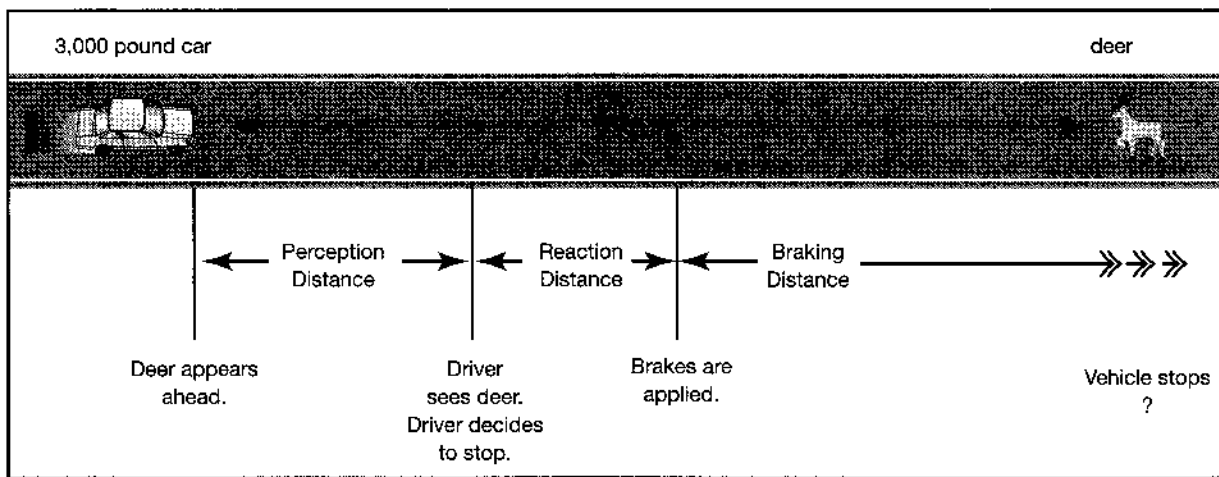 3,000 pound car
deer
Perception
Distance
Reaction
Distance
Braking
Distance
Deer appears
ahead.
Driver
sees deer.
Driver decides
to stop.
Brakes are
applied.
Vehicle stops
?